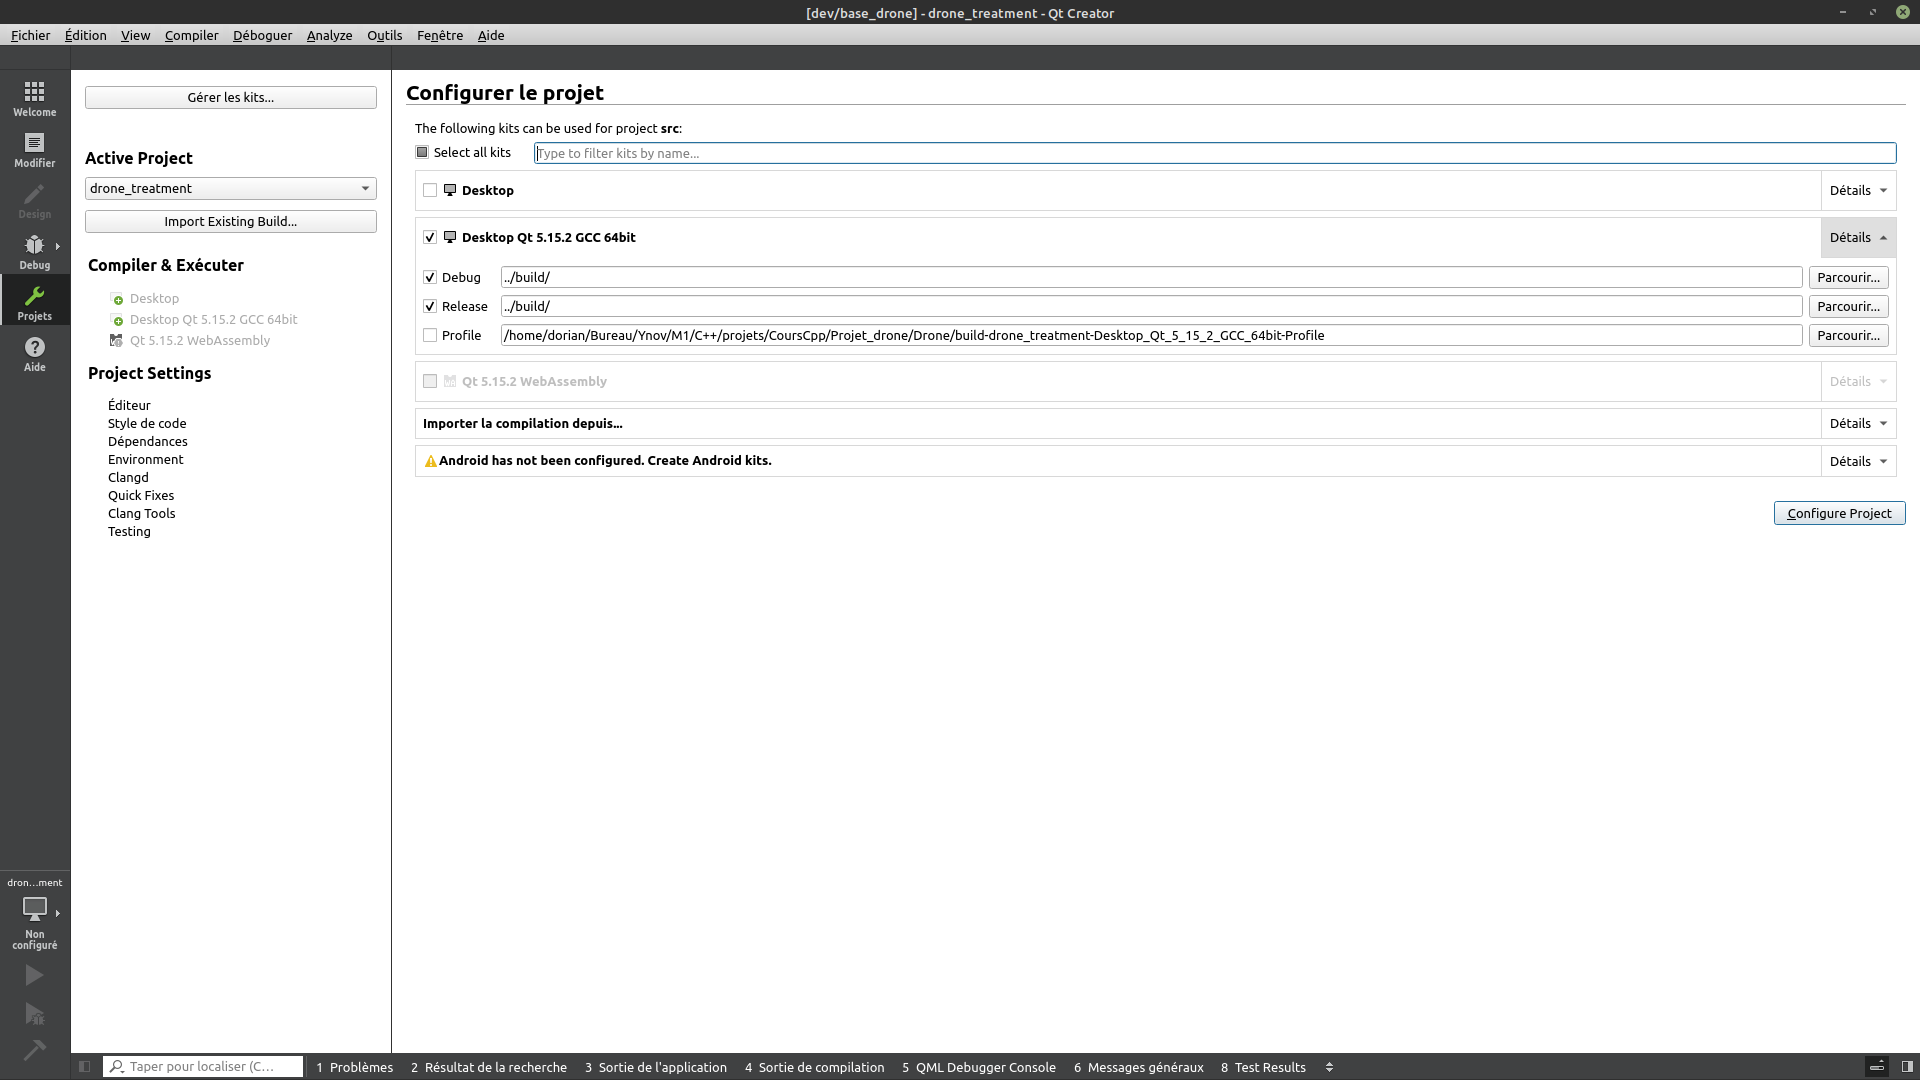 [dev/base_drone] - drone_treatment - Qt Creator
Fichier Édition View Compiler Déboguer Analyze Outils Fenêtre Aide
Welcome
Modifier
Design
Debug
Projets
Aide
Gérer les kits...
Active Project
drone_treatment
Import Existing Build...
Compiler & Exécuter
Desktop
Desktop Qt 5.15.2 GCC 64bit
Qt 5.15.2 WebAssembly
Project Settings
Éditeur
Style de code
Dépendances
Environment
Clangd
Quick Fixes
Clang Tools
Testing
Configurer le projet
The following kits can be used for project src:
Select all kits Type to filter kits by name...
Desktop Détails
Desktop Qt 5.15.2 GCC 64bit Détails
Debug ../build/ Parcourir...
Release ../build/ Parcourir...
Profile /home/dorian/Bureau/Ynov/M1/C++/projets/CoursCpp/Projet_drone/Drone/build-drone_treatment-Desktop_Qt_5_15_2_GCC_64bit-Profile Parcourir...
Qt 5.15.2 WebAssembly Détails
Importer la compilation depuis... Détails
Android has not been configured. Create Android kits. Détails
Configure Project
dron...ment
Non
configuré
Taper pour localiser (C... 1 Problèmes 2 Résultat de la recherche 3 Sortie de l'application 4 Sortie de compilation 5 QML Debugger Console 6 Messages généraux 8 Test Results